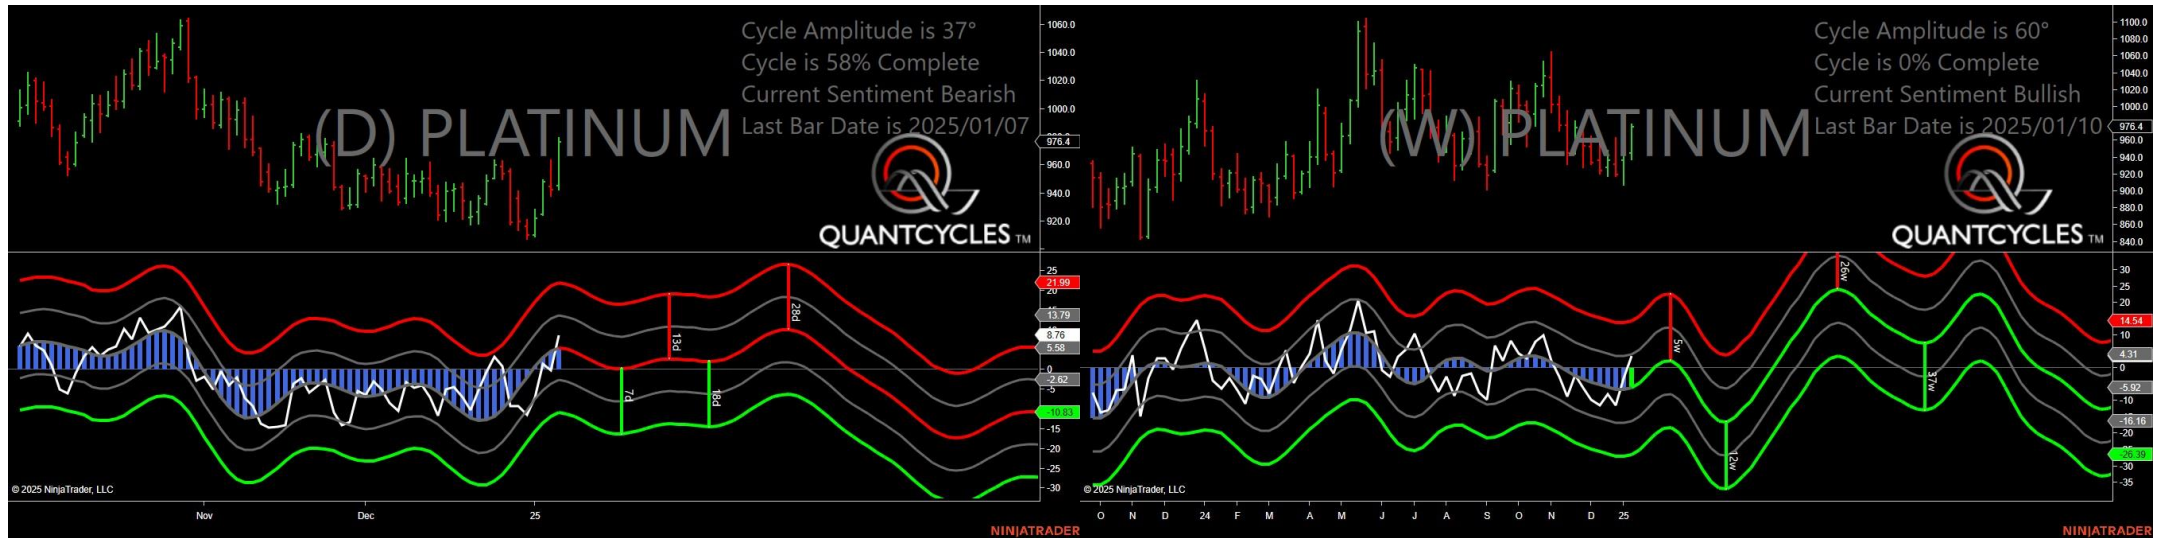 Cycle Amplitude is 37°
Cycle is 58% Complete
Current Sentiment Bearish
Last Bar Date is 2025/01/07
(D) PLATINUM
QUANTCYCLES TM
1060.0
1040.0
1020.0
1000.0
976.4
960.0
940.0
920.0
25
21.99
20
13.79
8.76
5.58
0
-2.62
-10.83
-15
-20
-25
-30
7d
13d
18d
28d
© 2025 NinjaTrader, LLC
Nov
Dec
25
NINJATRADER
Cycle Amplitude is 60°
Cycle is 0% Complete
Current Sentiment Bullish
Last Bar Date is 2025/01/10
(W) PLATINUM
QUANTCYCLES TM
1100.0
1080.0
1060.0
1040.0
1020.0
1000.0
976.4
960.0
940.0
920.0
900.0
880.0
860.0
840.0
30
25
20
14.54
10
4.31
0
-5.92
-10
-16.16
-20
-26.39
-30
-35
5w
12w
26w
37w
© 2025 NinjaTrader, LLC
O
N
D
24
F
M
A
M
J
J
A
S
O
N
D
25
NINJATRADER